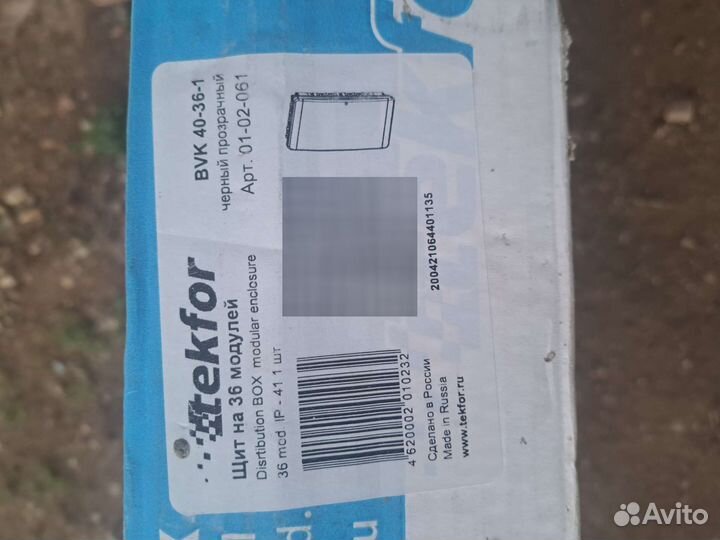 tekfor
BVK 40-36-1
черный прозрачный
Арт. '01-02-061
Щит на 36 модулей
Disrtibution BOX modular enclosure
36 mod. IP - 41 1 шт
4 620002 010232
200421064401135
Сделано в России
Made in Russia
www.tekfor.ru
Avito